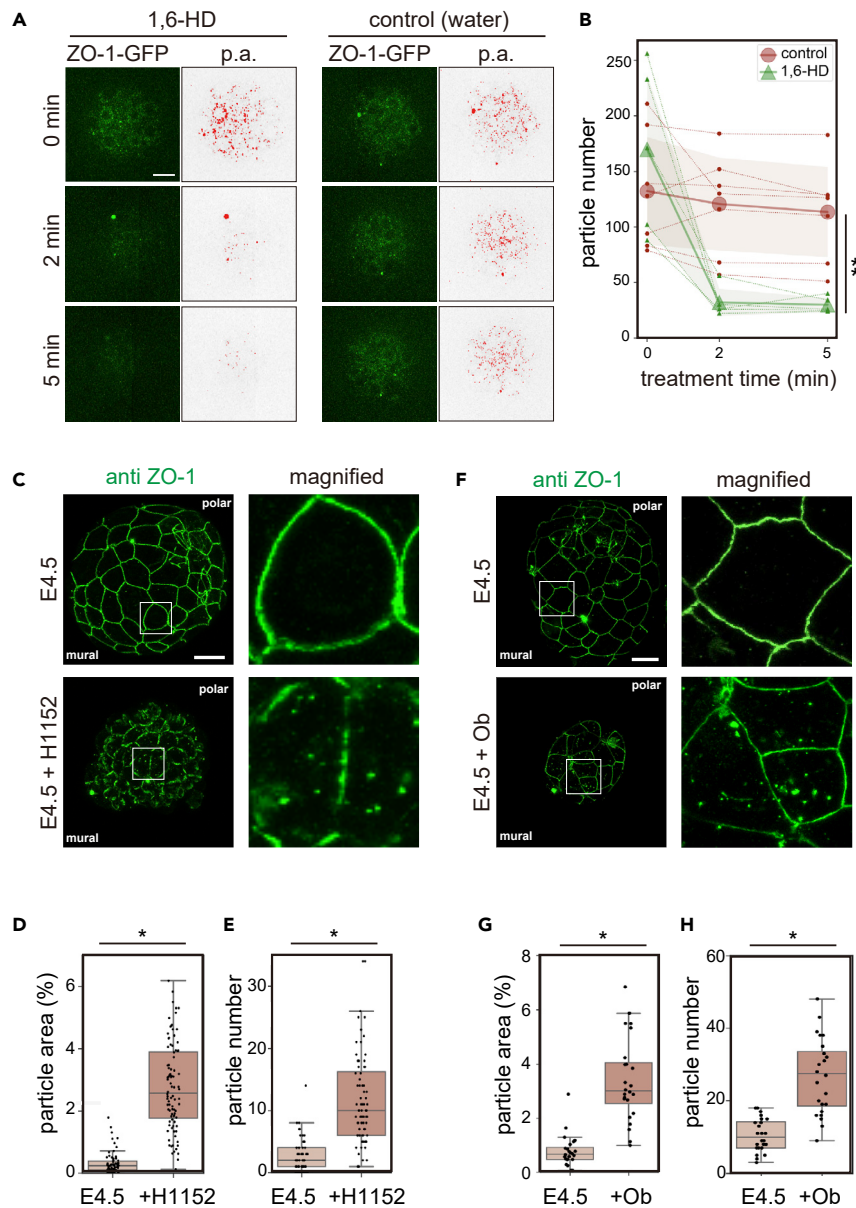 A
1,6-HD
control (water)
ZO-1-GFP
p.a.
ZO-1-GFP
p.a.
0 min
2 min
5 min
B
control
1,6-HD
250
200
150
100
50
0
particle number
0
2
5
treatment time (min)
**
C
anti ZO-1
magnified
E4.5
polar
mural
E4.5 + H1152
polar
mural
F
anti ZO-1
magnified
E4.5
polar
mural
E4.5 + Ob
polar
mural
D
*
particle area (%)
6
4
2
0
E4.5
+H1152
E
*
particle number
30
20
10
0
E4.5
+H1152
G
*
particle area (%)
8
6
4
2
0
E4.5
+Ob
H
*
particle number
60
40
20
0
E4.5
+Ob